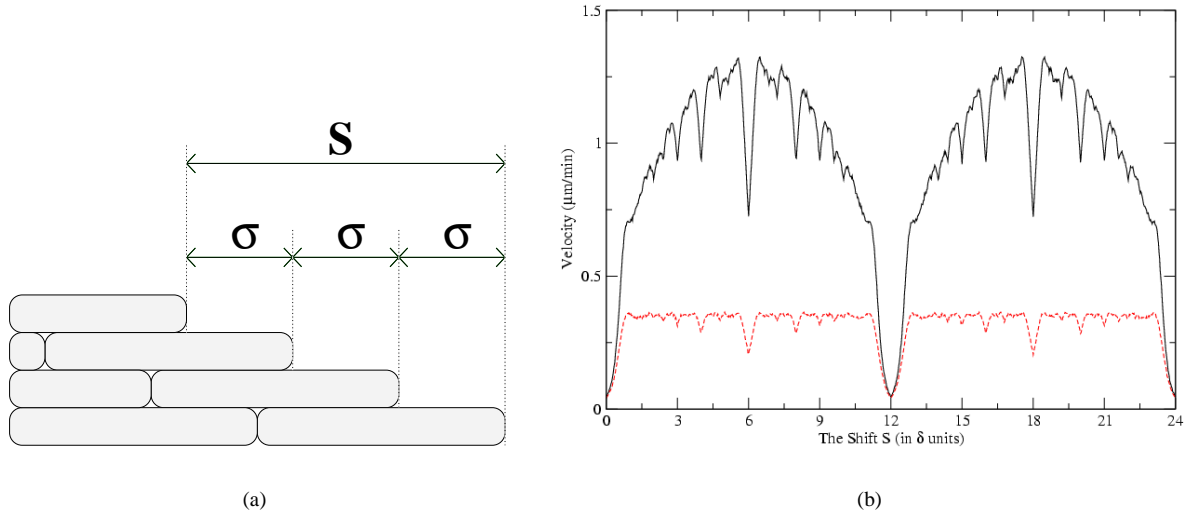 S
σ σ σ
(a)
1.5
1
0.5
0
Velocity (μm/min)
0 3 6 9 12 15 18 21 24
The Shift S (in δ units)
(b)